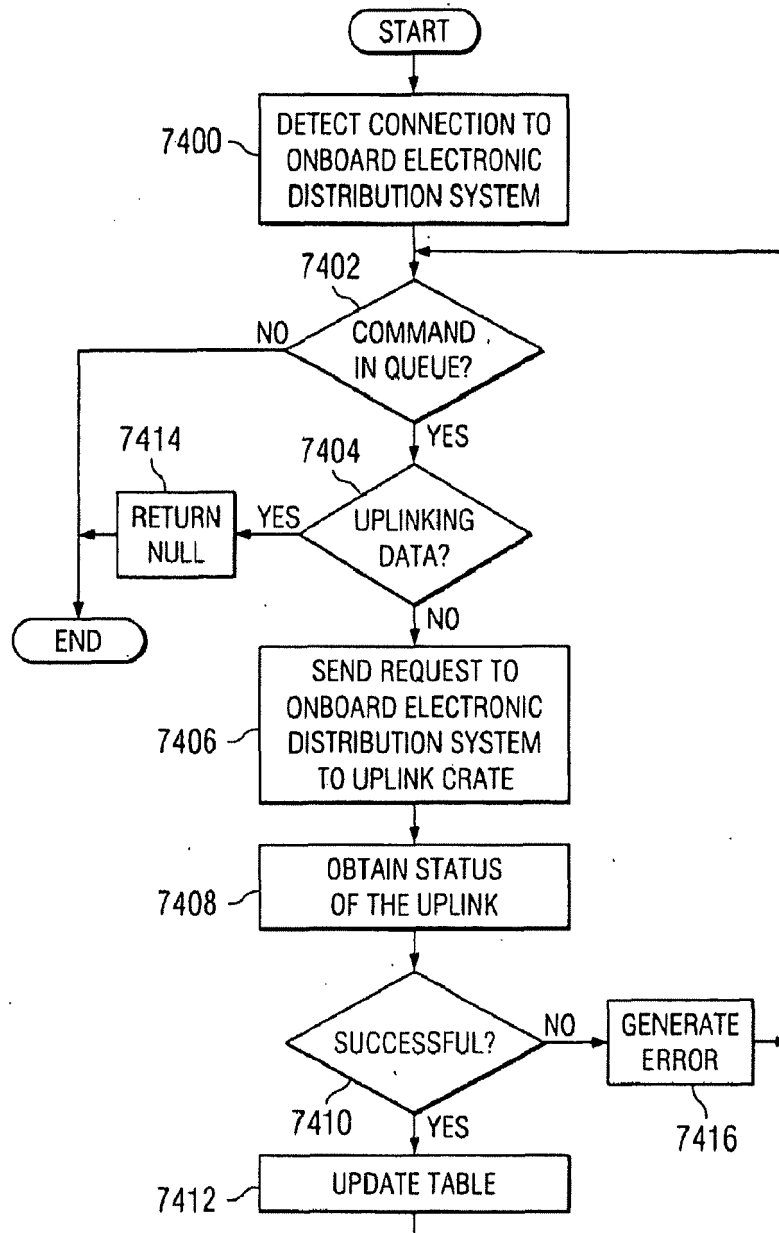 START
7400
DETECT CONNECTION TO
ONBOARD ELECTRONIC
DISTRIBUTION SYSTEM
7402
NO
COMMAND
IN QUEUE?
YES
7414
7404
RETURN
NULL
YES
UPLINKING
DATA?
NO
END
7406
SEND REQUEST TO
ONBOARD ELECTRONIC
DISTRIBUTION SYSTEM
TO UPLINK CRATE
7408
OBTAIN STATUS
OF THE UPLINK
SUCCESSFUL?
NO
GENERATE
ERROR
7410
YES
7416
7412
UPDATE TABLE